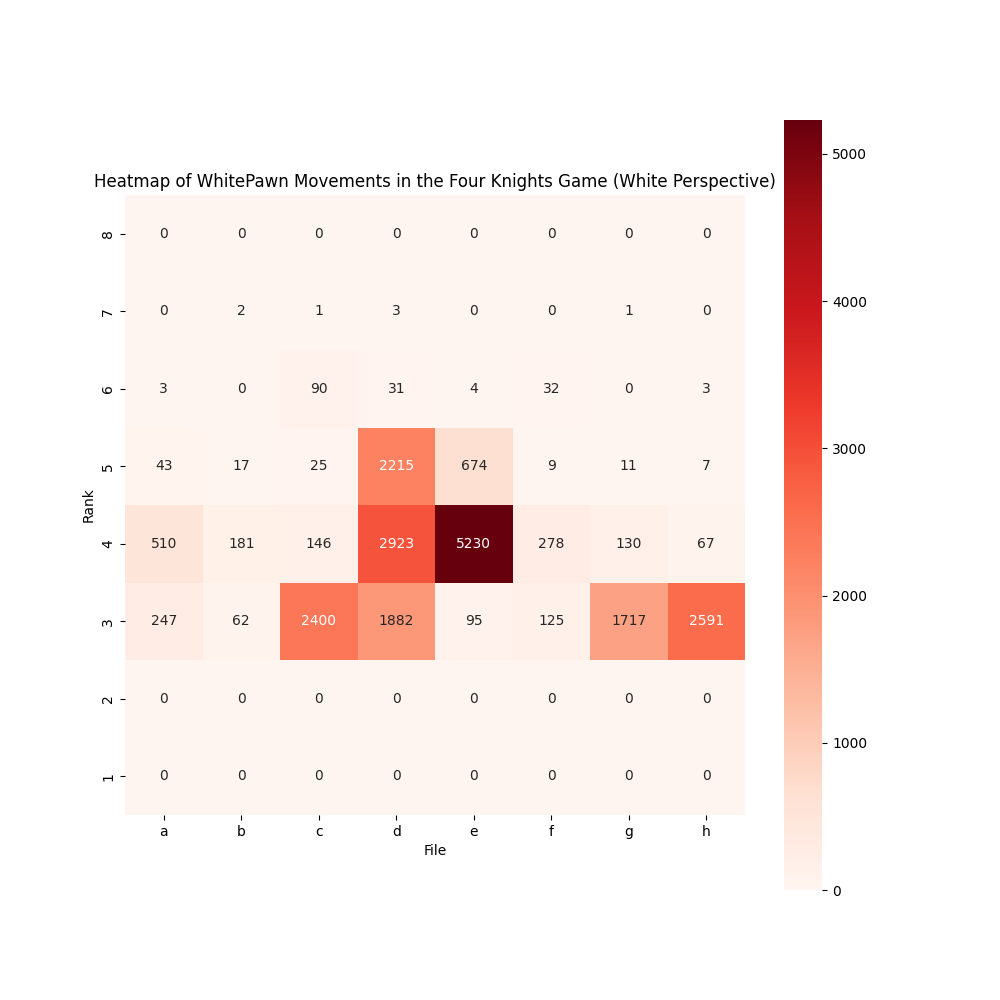 Heatmap of WhitePawn Movements in the Four Knights Game (White Perspective)
8 0 0 0 0 0 0 0 0
7 0 2 1 3 0 0 1 0
6 3 0 90 31 4 32 0 3
5 43 17 25 2215 674 9 11 7
Rank
4 510 181 146 2923 5230 278 130 67
3 247 62 2400 1882 95 125 1717 2591
2 0 0 0 0 0 0 0 0
1 0 0 0 0 0 0 0 0
a b c d e f g h
File
5000
4000
3000
2000
1000
0